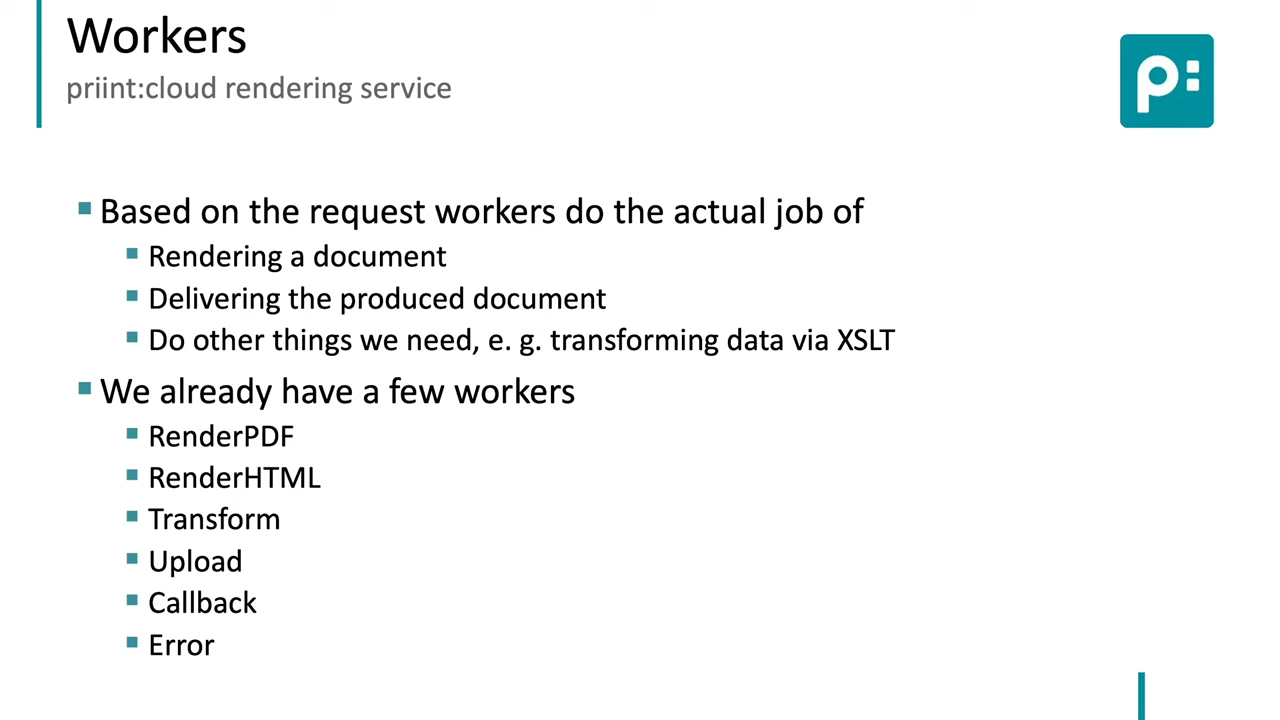 Workers
priint:cloud rendering service
p:
Based on the request workers do the actual job of
Rendering a document
Delivering the produced document
Do other things we need, e. g. transforming data via XSLT
We already have a few workers
RenderPDF
RenderHTML
Transform
Upload
Callback
Error